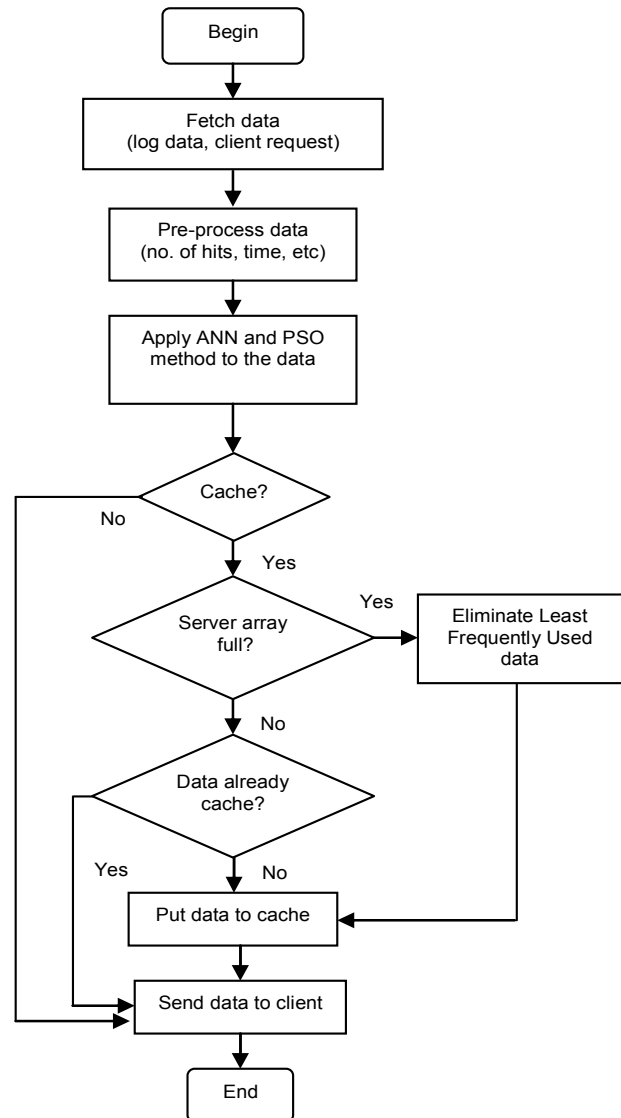 Begin
Fetch data
(log data, client request)
Pre-process data
(no. of hits, time, etc)
Apply ANN and PSO
method to the data
Cache?
No
Yes
Server array
full?
Yes
Eliminate Least
Frequently Used
data
No
Data already
cache?
Yes
No
Put data to cache
Send data to client
End